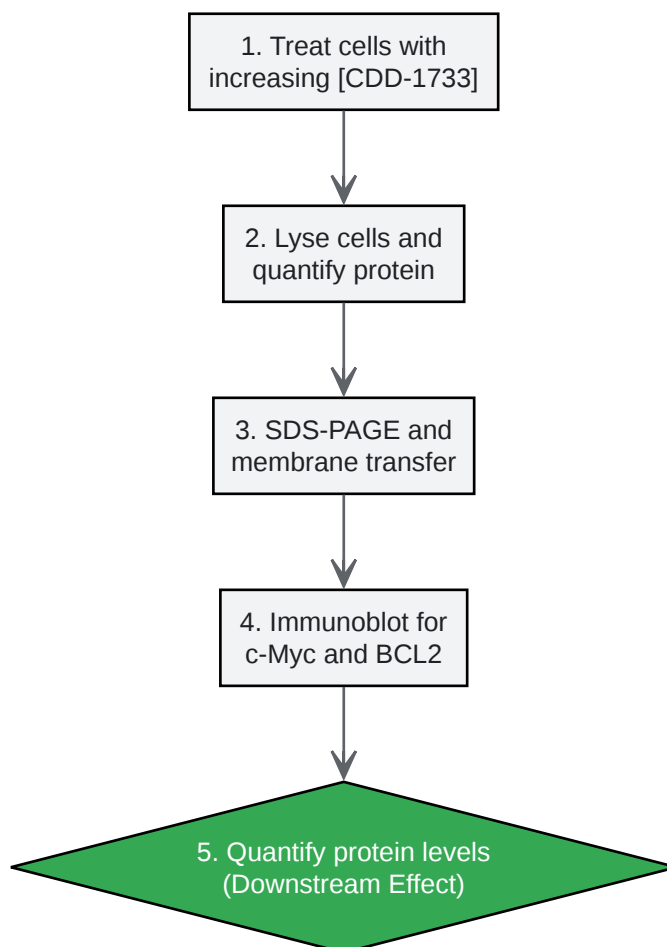 1. Treat cells with
increasing [CDD-1733]
2. Lyse cells and
quantify protein
3. SDS-PAGE and
membrane transfer
4. Immunoblot for
c-Myc and BCL2
5. Quantify protein levels
(Downstream Effect)